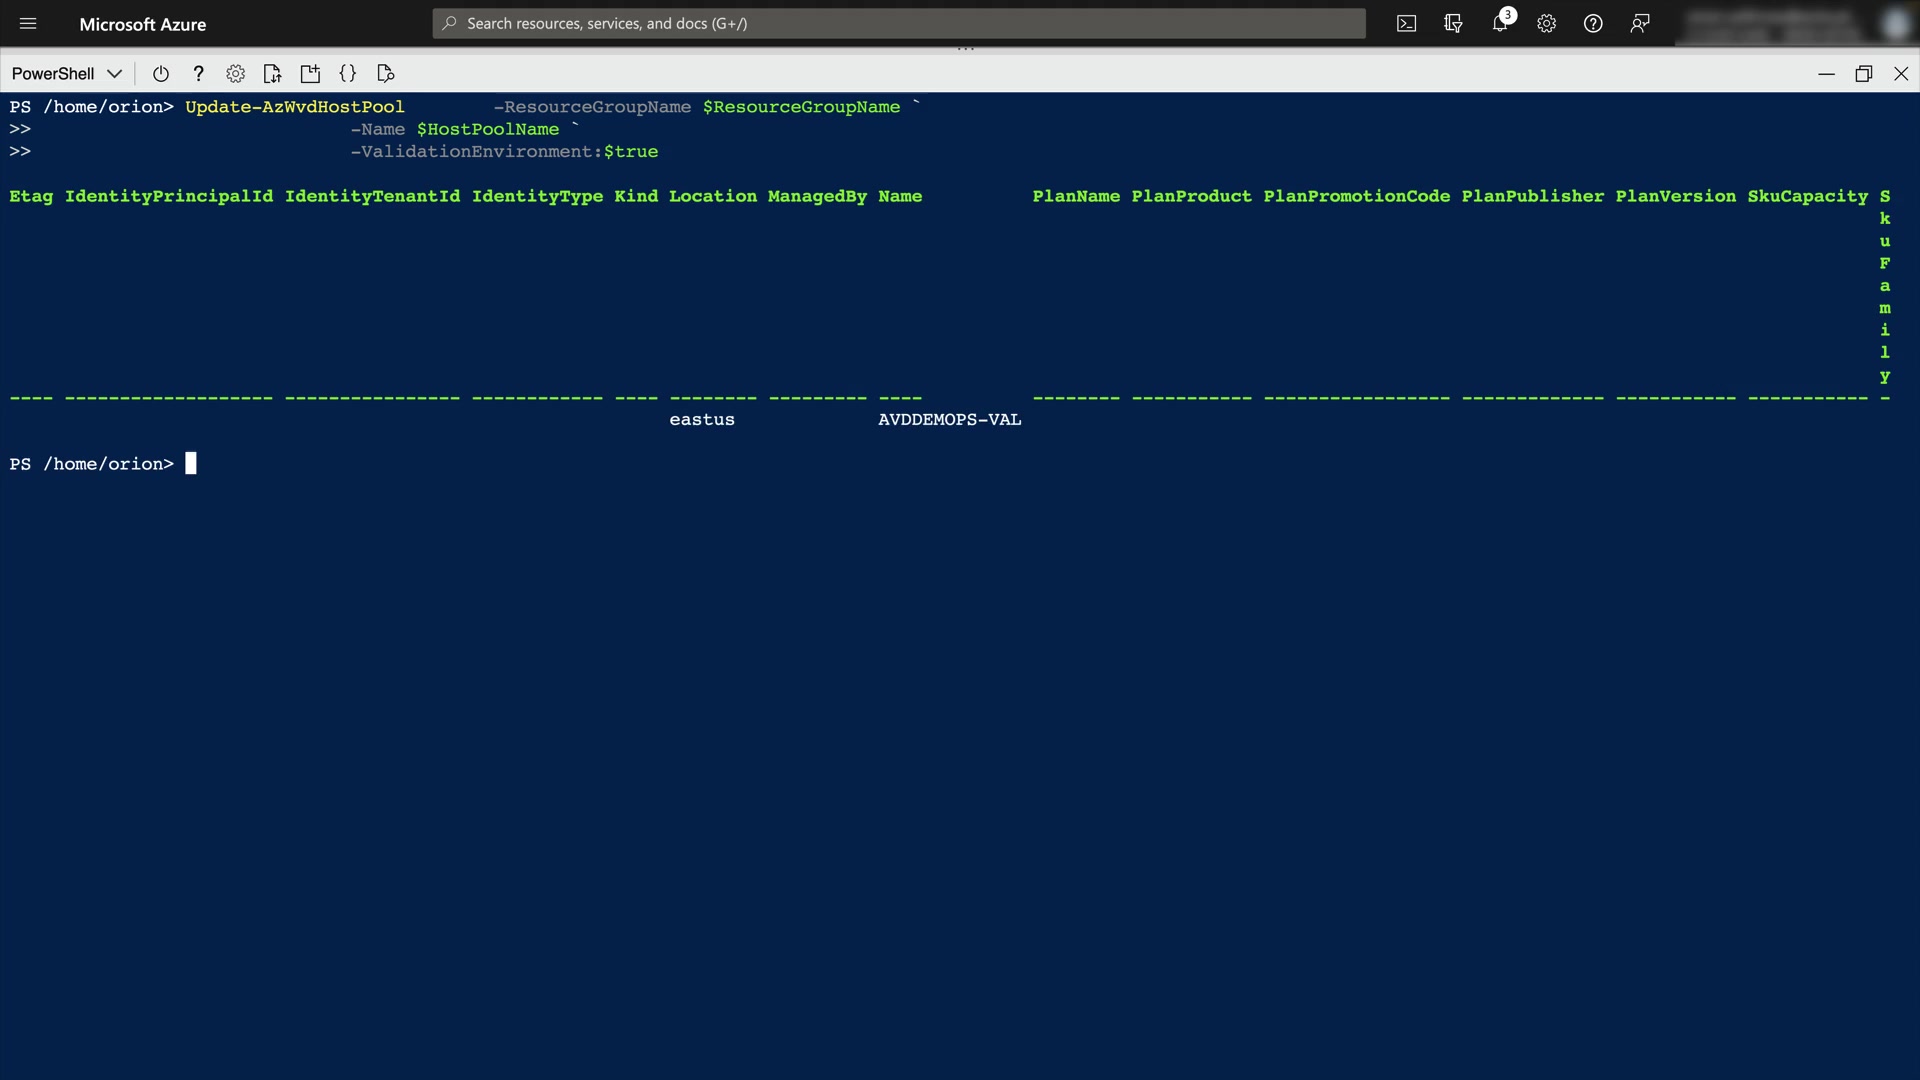 Microsoft Azure
Search resources, services, and docs (G+/)
3
PowerShell
PS /home/orion> Update-AzWvdHostPool -ResourceGroupName $ResourceGroupName `
>> -Name $HostPoolName `
>> -ValidationEnvironment:$true
Etag IdentityPrincipalId IdentityTenantId IdentityType Kind Location ManagedBy Name PlanName PlanProduct PlanPromotionCode PlanPublisher PlanVersion SkuCapacity S
k
u
F
a
m
i
l
y
---- ------------------- ---------------- ------------ ---- -------- --------- ---- -------- ----------- ----------------- ------------- ----------- ----------- -
eastus AVDDEMOPS-VAL
PS /home/orion>